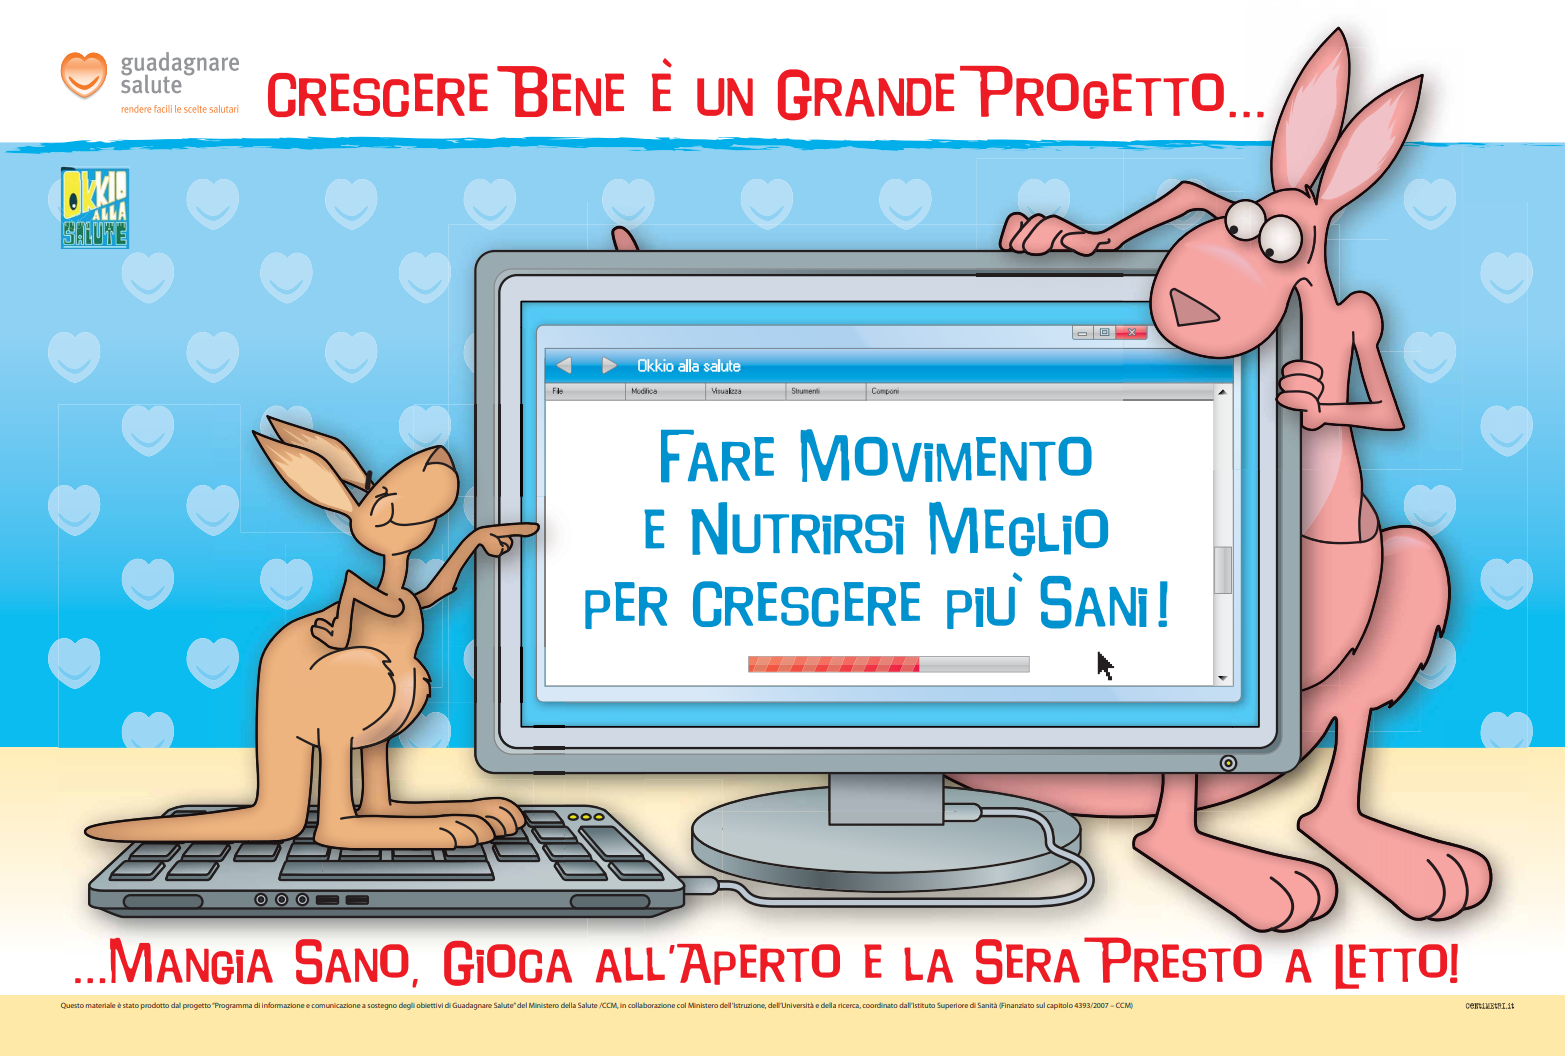 guadagnare
salute
rendere facili le scelte salutari
CRESCERE BENE È UN GRANDE PROGETTO...
OKKIO
ALLA
SALUTE
Okkio alla salute
File Modifica Visualizza Strumenti Componi
FARE MOVIMENTO
E NUTRIRSI MEGLIO
PER CRESCERE PIÙ SANI!
...MANGIA SANO, GIOCA ALL'APERTO E LA SERA PRESTO A LETTO!
Questo materiale è stato prodotto dal progetto "Programma di informazione e comunicazione a sostegno degli obiettivi di Guadagnare Salute" del Ministero della Salute /CCM, in collaborazione col Ministero dell'Istruzione, dell'Università e della ricerca, coordinato dall'Istituto Superiore di Sanità (Finanziato sul capitolo 4393/2007 – CCM)
CENTIMETRI.it